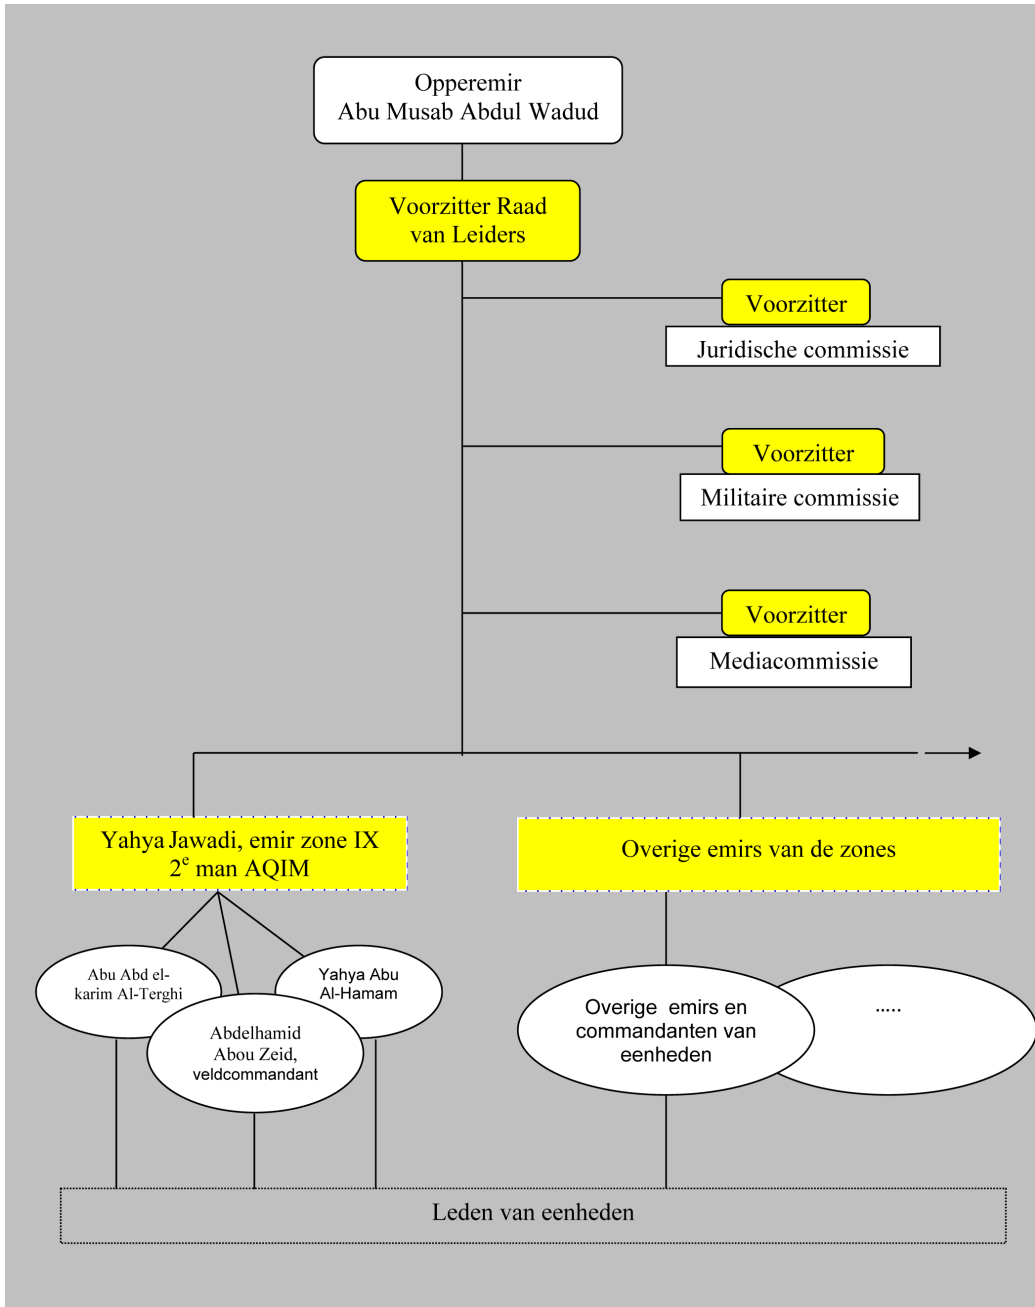 Opperemir
Abu Musab Abdul Wadud
Voorzitter Raad
van Leiders
Voorzitter
Juridische commissie
Voorzitter
Militaire commissie
Voorzitter
Mediacommissie
Yahya Jawadi, emir zone IX
2e man AQIM
Overige emirs van de zones
Abu Abd el-
karim Al-Terghi
Yahya Abu
Al-Hamam
Abdelhamid
Abou Zeid,
veldcommandant
Overige emirs en
commandanten van
eenheden
.....
Leden van eenheden